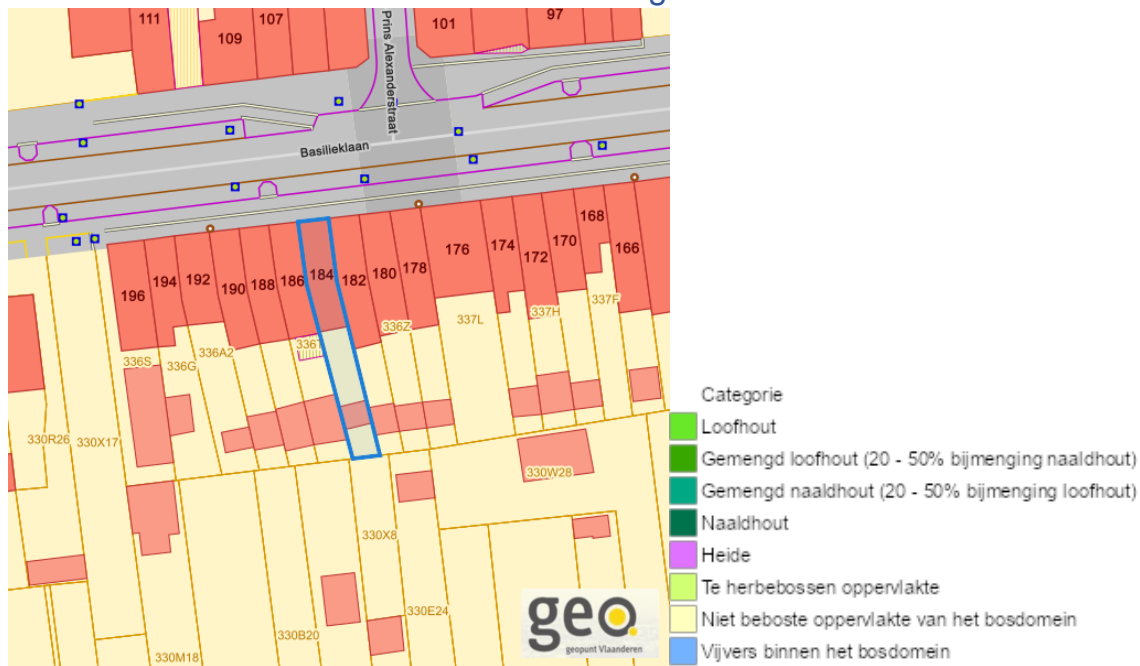 111
107
109
101
97
Prins Alexanderstraat
Basilieklaan
196
194
192
190
188
186
184
182
180
178
176
174
172
170
168
166
336S
336G
336A2
336T
336Z
337L
337H
337F
330R26
330X17
330W28
330X8
330E24
330B20
330M18
geo.
geopunt Vlaanderen
Categorie
Loofhout
Gemengd loofhout (20 - 50% bijmenging naaldhout)
Gemengd naaldhout (20 - 50% bijmenging loofhout)
Naaldhout
Heide
Te herbebossen oppervlakte
Niet beboste oppervlakte van het bosdomein
Vijvers binnen het bosdomein